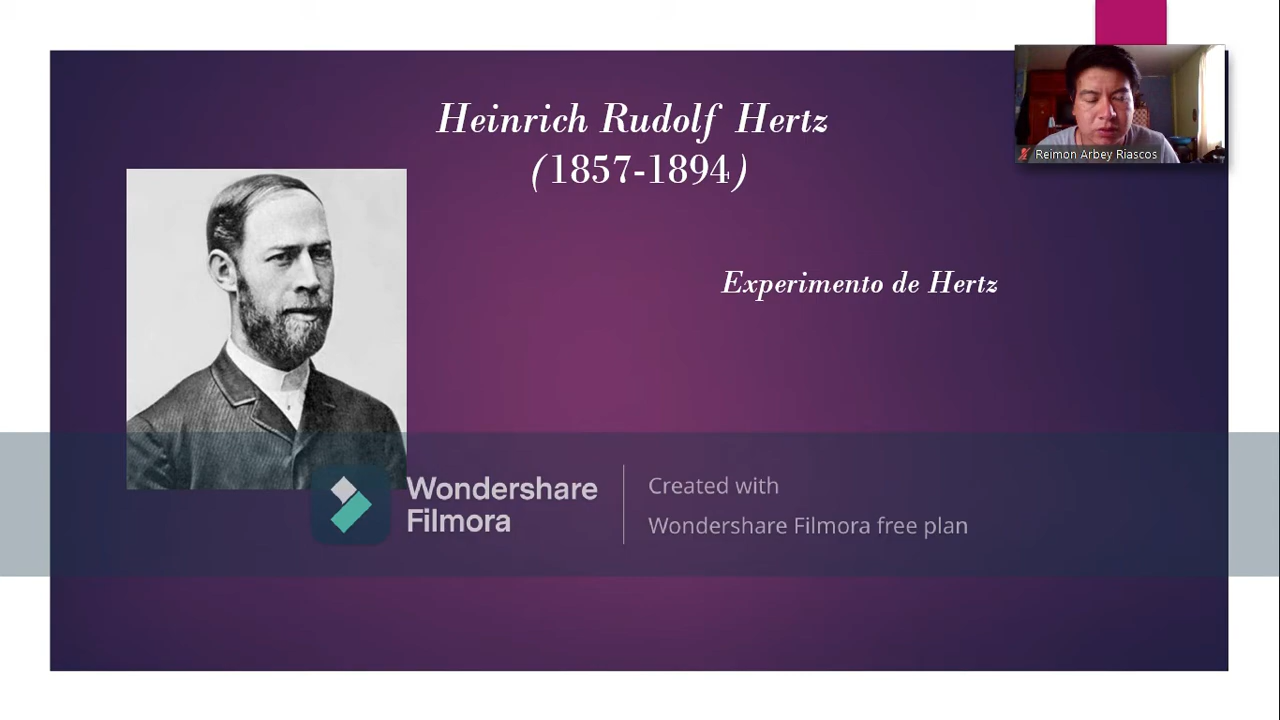 Heinrich Rudolf Hertz
(1857-1894)
Reimon Arbey Riascos
Experimento de Hertz
Wondershare
Filmora
Created with
Wondershare Filmora free plan